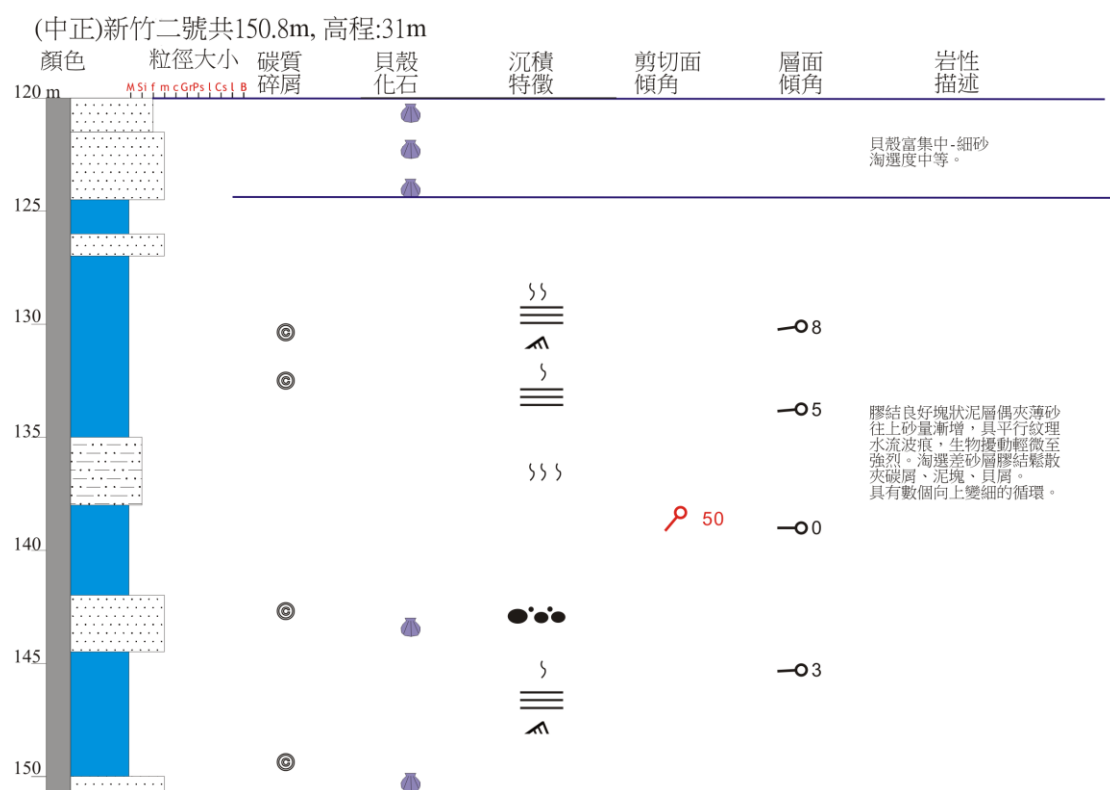 (中正)新竹二號共150.8m, 高程:31m
顏色 粒徑大小 碳質碎屑 貝殼化石 沉積特徵 剪切面傾角 層面傾角 岩性描述
M Si f m c Gr Ps l Cs l B
120 m
貝殼富集中-細砂
淘選度中等。
125
130
© 8
© 5
135
膠結良好塊狀泥層偶夾薄砂
往上砂量漸增,具平行紋理
水流波痕,生物擾動輕微至
強烈。淘選差砂層膠結鬆散
夾碳屑、泥塊、貝屑。
具有數個向上變細的循環。
50 0
140
©
145
3
©
150